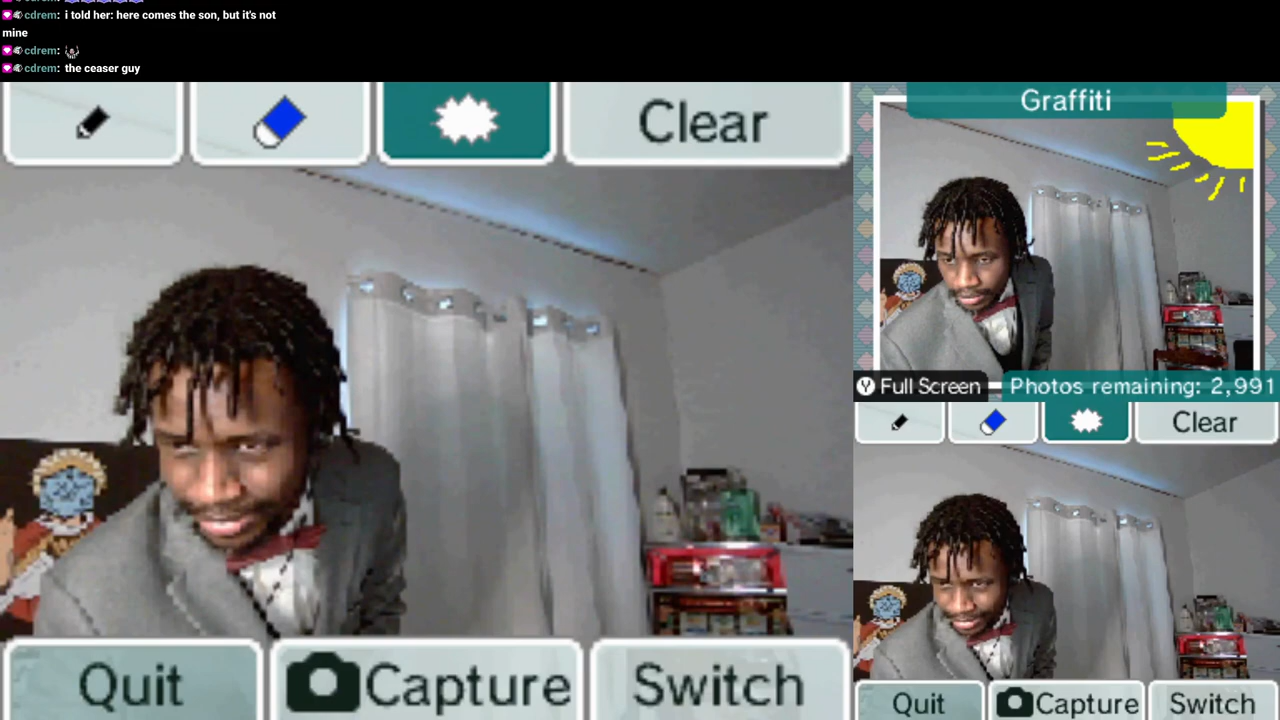 cdrem: i told her: here comes the son, but it's not
mine
cdrem:
cdrem: the ceaser guy
Clear
Graffiti
Y Full Screen
Photos remaining: 2,991
Clear
Quit
Capture
Switch
Quit
Capture
Switch